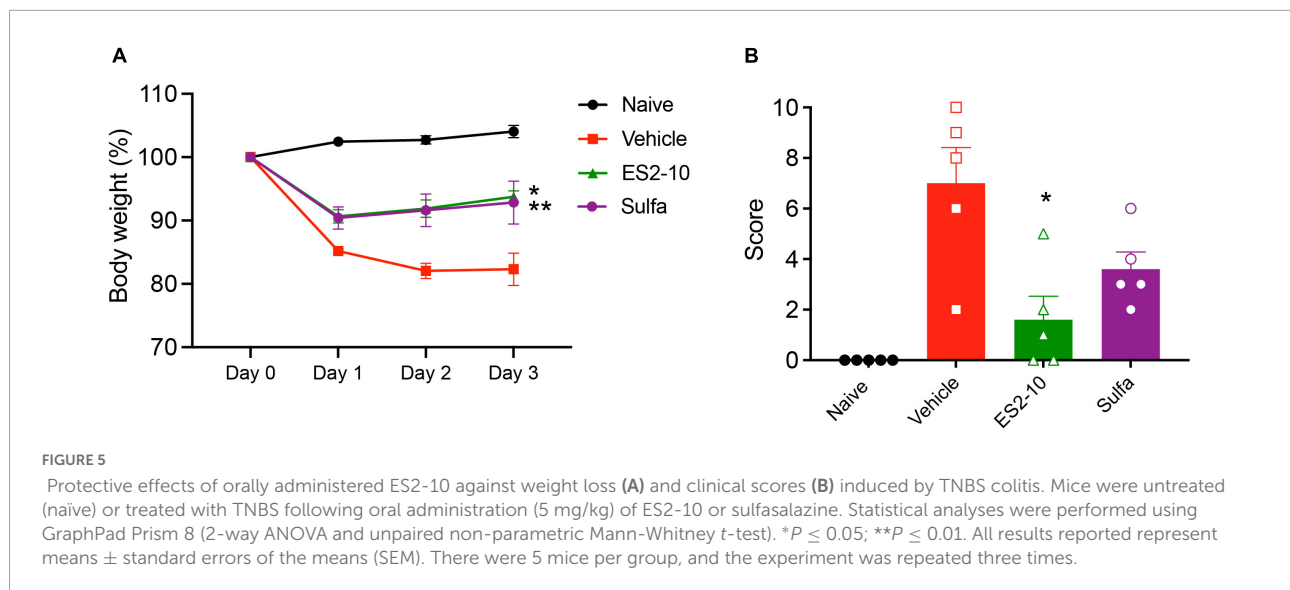 A
B
Body weight (%)
110
100
90
80
70
Day 0 Day 1 Day 2 Day 3
Naive
Vehicle
ES2-10
Sulfa
*
**
Score
10
8
6
4
2
0
*
Naive Vehicle ES2-10 Sulfa
FIGURE 5
Protective effects of orally administered ES2-10 against weight loss (A) and clinical scores (B) induced by TNBS colitis. Mice were untreated
(naïve) or treated with TNBS following oral administration (5 mg/kg) of ES2-10 or sulfasalazine. Statistical analyses were performed using
GraphPad Prism 8 (2-way ANOVA and unpaired non-parametric Mann-Whitney t-test). *P ≤ 0.05; **P ≤ 0.01. All results reported represent
means ± standard errors of the means (SEM). There were 5 mice per group, and the experiment was repeated three times.